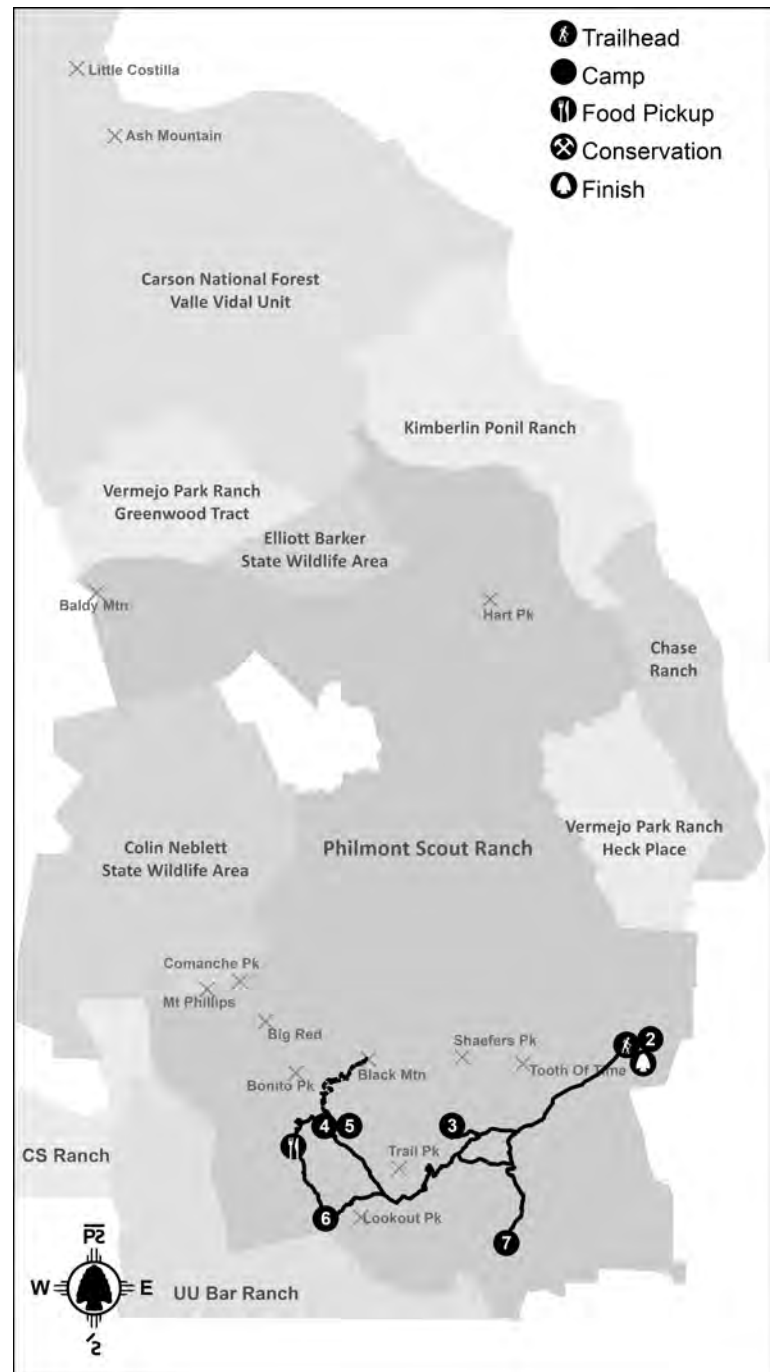 Trailhead
Camp
Food Pickup
Conservation
Finish
Little Costilla
Ash Mountain
Carson National Forest
Valle Vidal Unit
Kimberlin Ponil Ranch
Vermejo Park Ranch
Greenwood Tract
Elliott Barker
State Wildlife Area
Baldy Mtn
Hart Pk
Chase
Ranch
Colin Neblett
State Wildlife Area
Philmont Scout Ranch
Vermejo Park Ranch
Heck Place
Comanche Pk
Mt Phillips
Big Red
Shaefers Pk
2
Bonito Pk
Black Mtn
Tooth Of Time
4
5
3
CS Ranch
Trail Pk
6
Lookout Pk
7
W
E
UU Bar Ranch